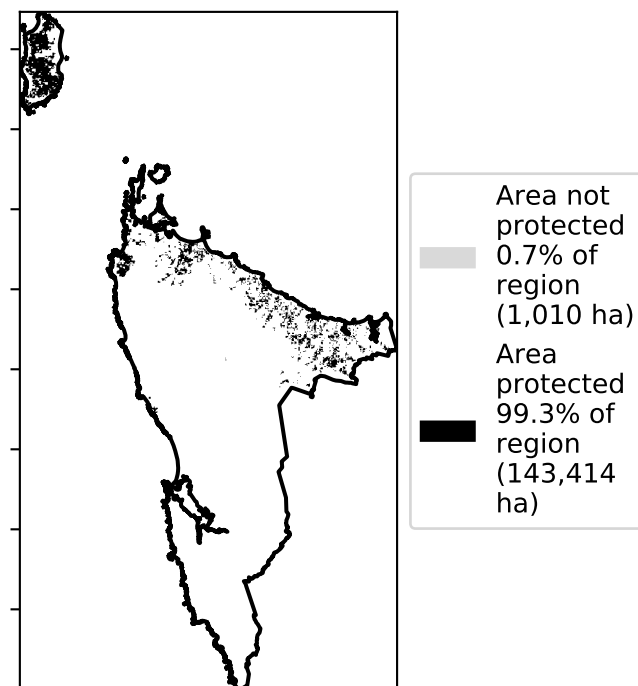 Area not
protected
0.7% of
region
(1,010 ha)
Area
protected
99.3% of
region
(143,414
ha)